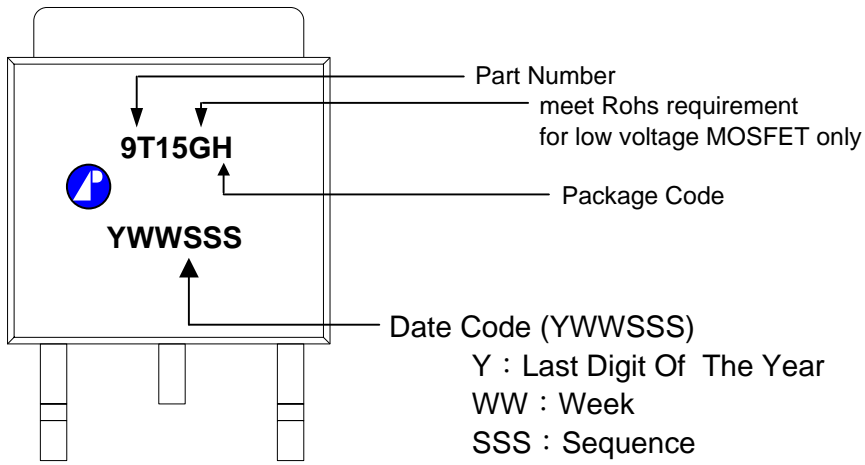 Part Number
meet Rohs requirement
for low voltage MOSFET only
9T15GH
Package Code
YWWSSS
Date Code (YWWSSS)
Y：Last Digit Of The Year
WW：Week
SSS：Sequence